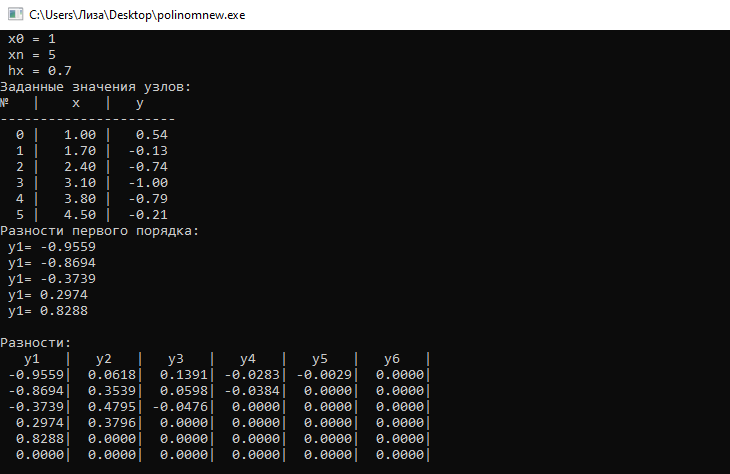 C:\Users\Лиза\Desktop\polinomnew.exe
x0 = 1
xn = 5
hx = 0.7
Заданные значения узлов:
№ | x | y
----------------------
0 | 1.00 | 0.54
1 | 1.70 | -0.13
2 | 2.40 | -0.74
3 | 3.10 | -1.00
4 | 3.80 | -0.79
5 | 4.50 | -0.21
Разности первого порядка:
y1= -0.9559
y1= -0.8694
y1= -0.3739
y1= 0.2974
y1= 0.8288
Разности:
y1 | y2 | y3 | y4 | y5 | y6 |
-0.9559| 0.0618| 0.1391| -0.0283| -0.0029| 0.0000|
-0.8694| 0.3539| 0.0598| -0.0384| 0.0000| 0.0000|
-0.3739| 0.4795| -0.0476| 0.0000| 0.0000| 0.0000|
0.2974| 0.3796| 0.0000| 0.0000| 0.0000| 0.0000|
0.8288| 0.0000| 0.0000| 0.0000| 0.0000| 0.0000|
0.0000| 0.0000| 0.0000| 0.0000| 0.0000| 0.0000|